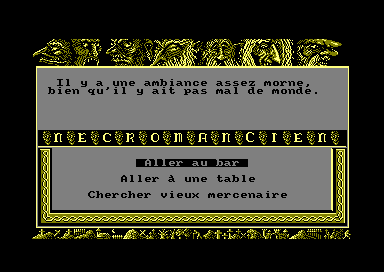 Il y a une ambiance assez morne,
bien qu'il y ait pas mal de monde.
NECROMANCIEN
Aller au bar
Aller à une table
Chercher vieux mercenaire